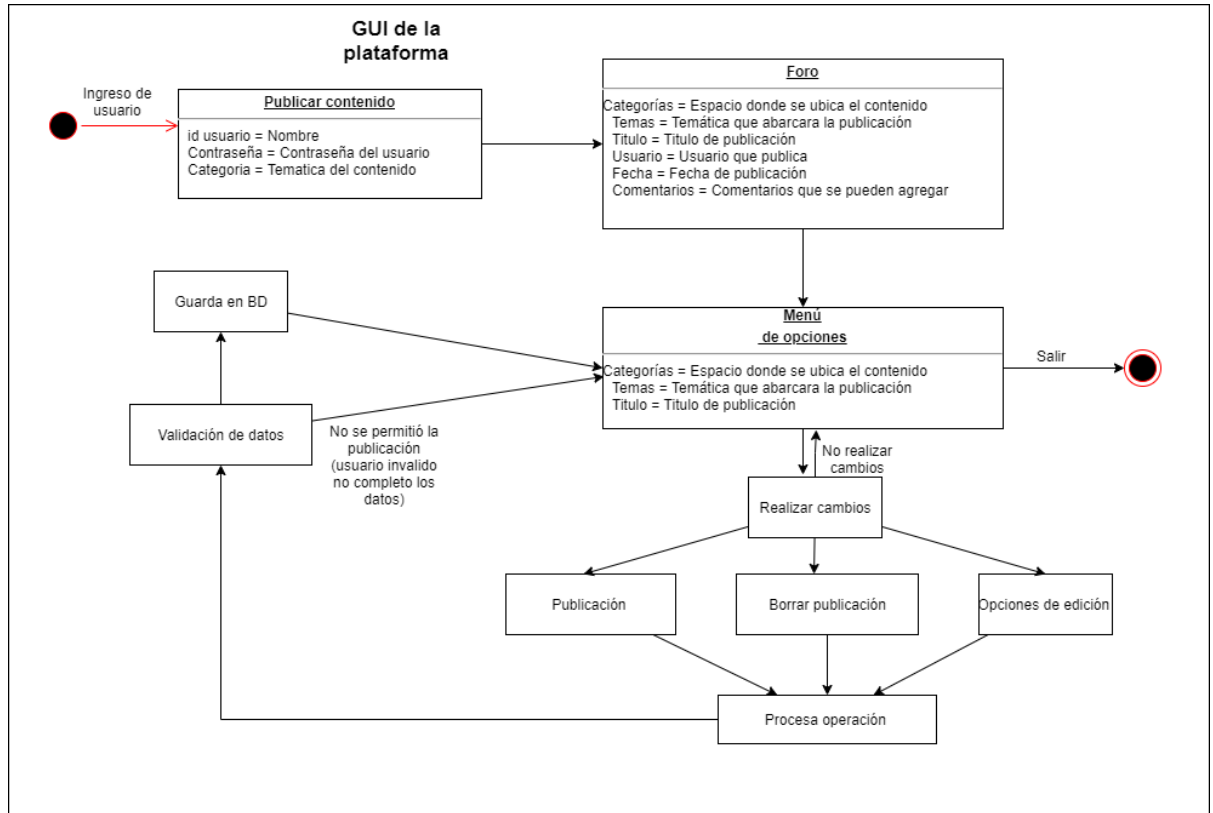 GUI de la
plataforma
Ingreso de
usuario
Publicar contenido
id usuario = Nombre
Contraseña = Contraseña del usuario
Categoria = Tematica del contenido
Foro
Categorías = Espacio donde se ubica el contenido
Temas = Temática que abarcara la publicación
Titulo = Titulo de publicación
Usuario = Usuario que publica
Fecha = Fecha de publicación
Comentarios = Comentarios que se pueden agregar
Guarda en BD
Menú
de opciones
Categorías = Espacio donde se ubica el contenido
Temas = Temática que abarcara la publicación
Titulo = Titulo de publicación
Salir
Validación de datos
No se permitió la
publicación
(usuario invalido
no completo los
datos)
No realizar
cambios
Realizar cambios
Publicación
Borrar publicación
Opciones de edición
Procesa operación